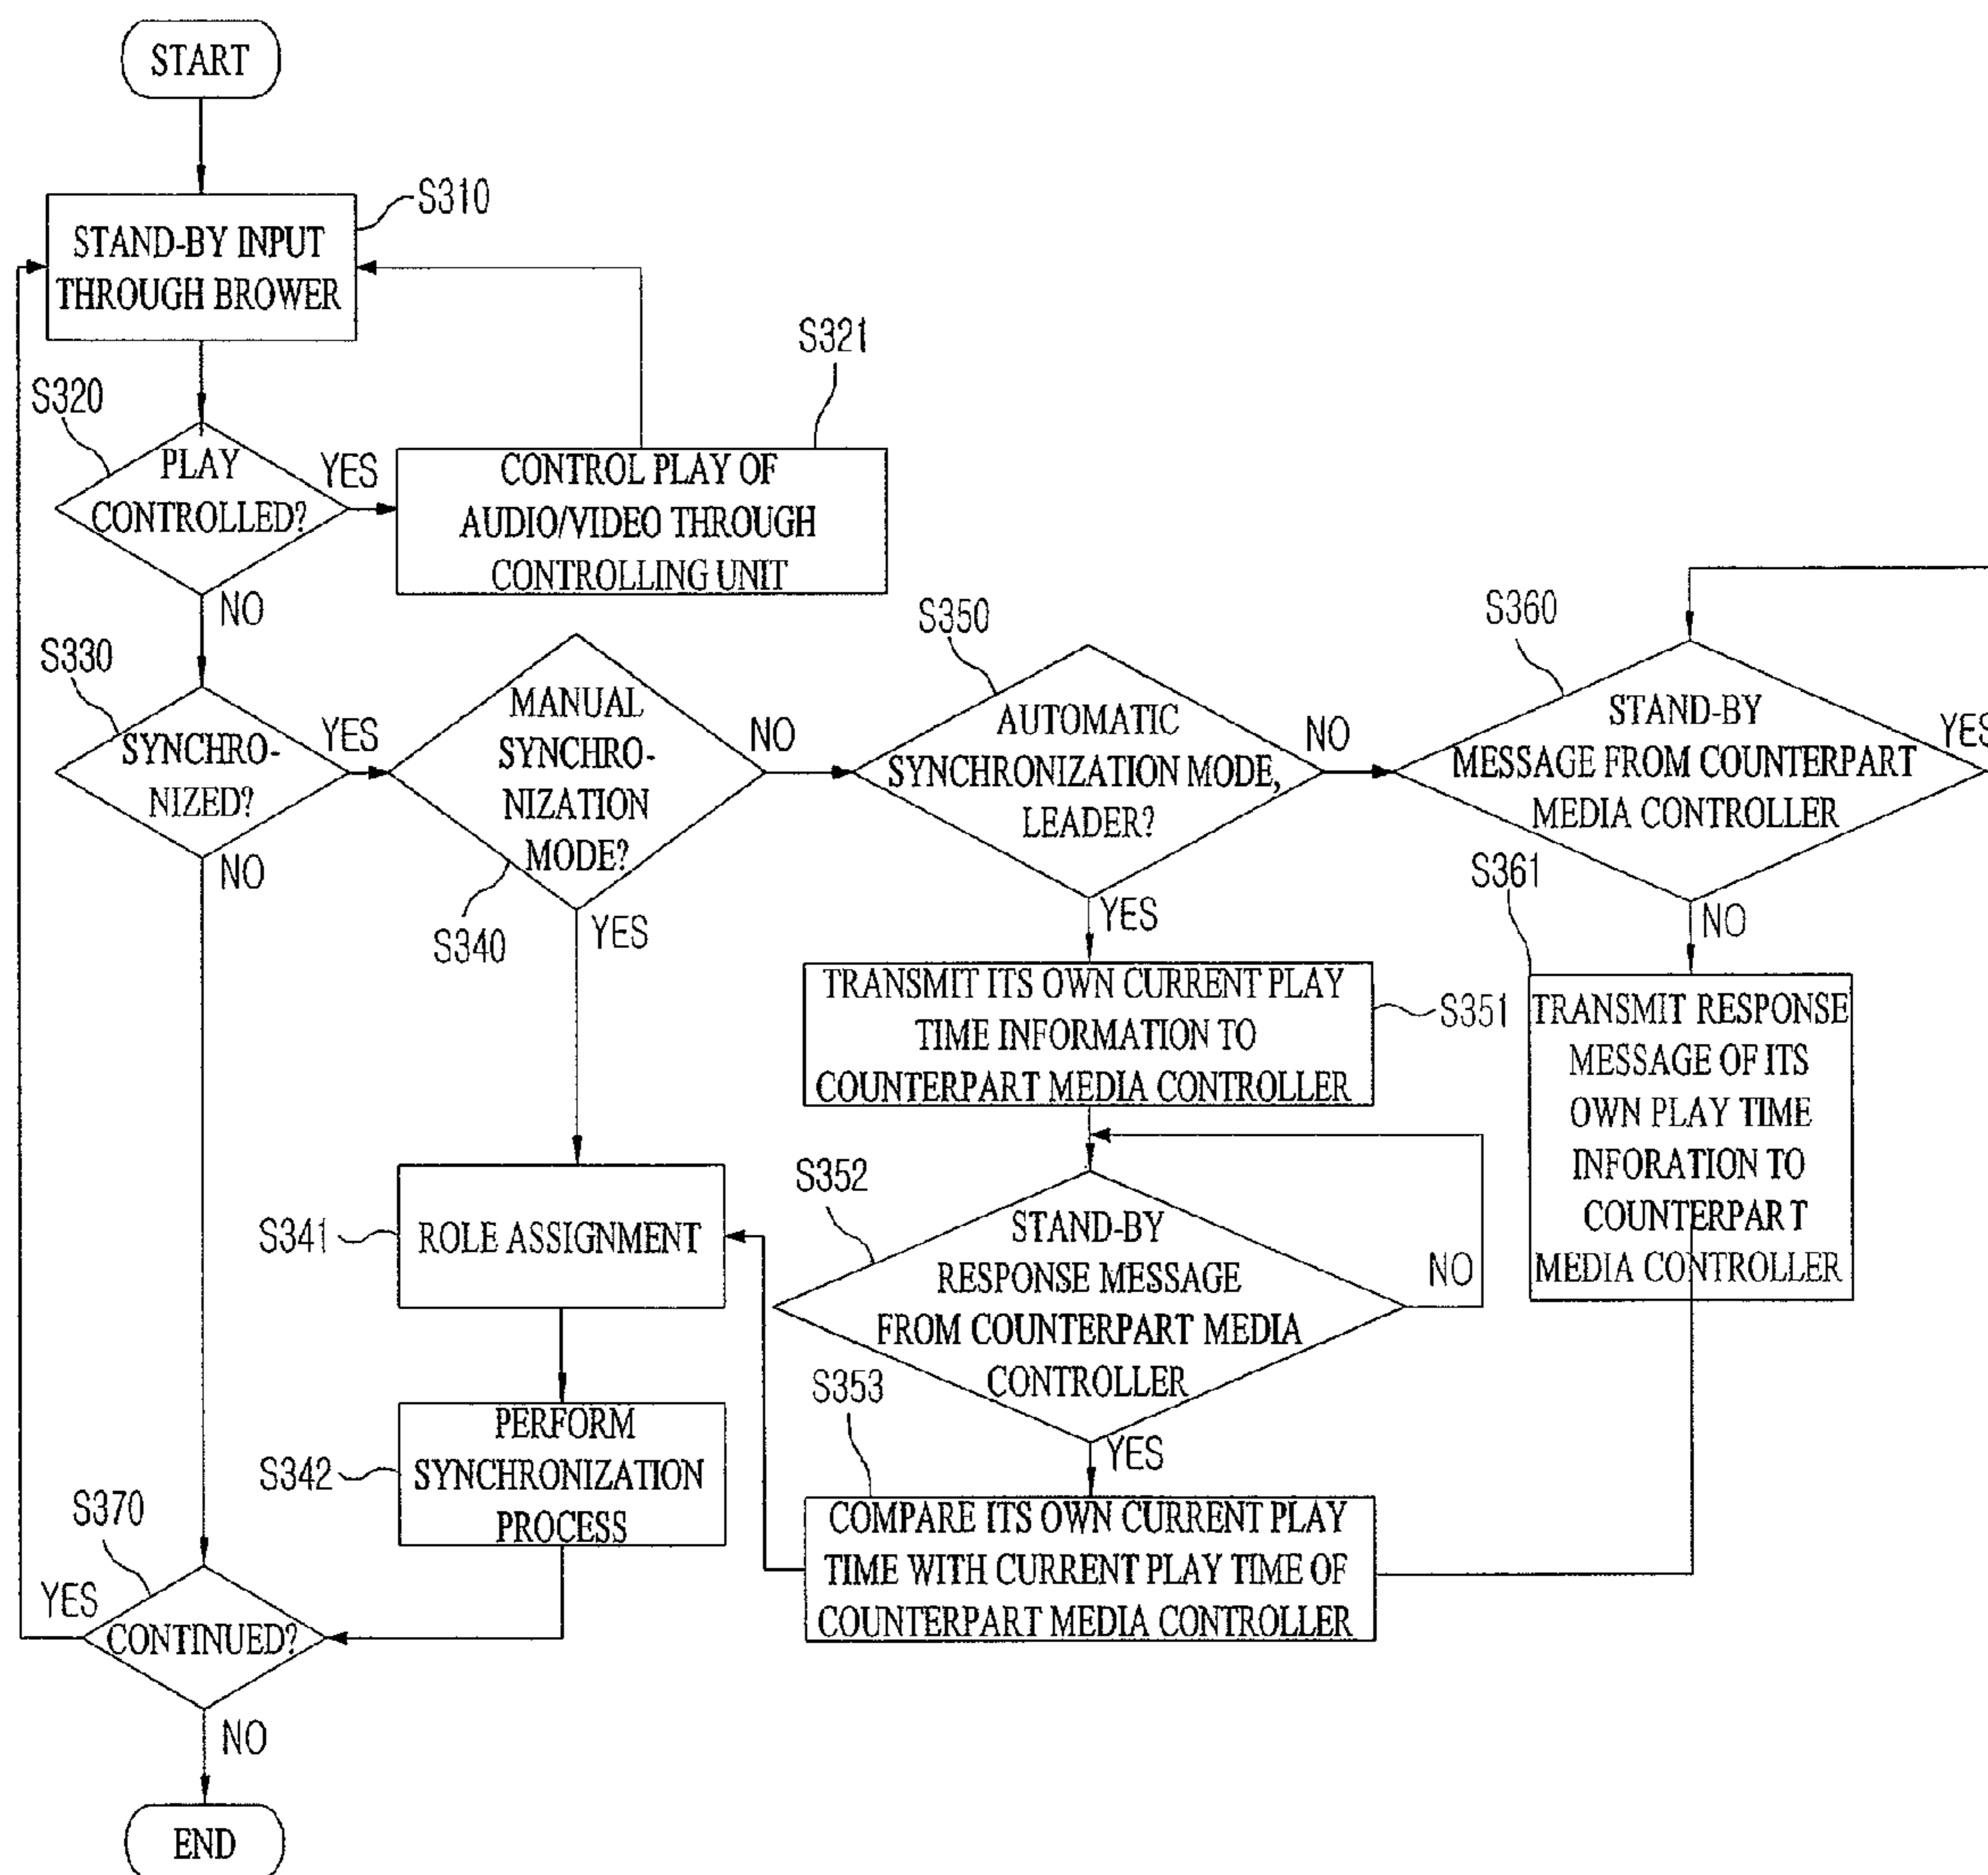 START
S310
STAND-BY INPUT
THROUGH BROWER
S320
PLAY
CONTROLLED?
YES
NO
S321
CONTROL PLAY OF
AUDIO/VIDEO THROUGH
CONTROLLING UNIT
S330
SYNCHRO-
NIZED?
YES
NO
MANUAL
SYNCHRO-
NIZATION
MODE?
S340
NO
YES
S350
AUTOMATIC
SYNCHRONIZATION MODE,
LEADER?
NO
YES
S360
STAND-BY
MESSAGE FROM COUNTERPART
MEDIA CONTROLLER
YES
NO
S361
TRANSMIT RESPONSE
MESSAGE OF ITS
OWN PLAY TIME
INFORATION TO
COUNTERPART
MEDIA CONTROLLER
TRANSMIT ITS OWN CURRENT PLAY
TIME INFORMATION TO
COUNTERPART MEDIA CONTROLLER
S351
S352
STAND-BY
RESPONSE MESSAGE
FROM COUNTERPART MEDIA
CONTROLLER
NO
YES
S353
COMPARE ITS OWN CURRENT PLAY
TIME WITH CURRENT PLAY TIME OF
COUNTERPART MEDIA CONTROLLER
S341
ROLE ASSIGNMENT
S342
PERFORM
SYNCHRONIZATION
PROCESS
S370
YES
CONTINUED?
NO
END